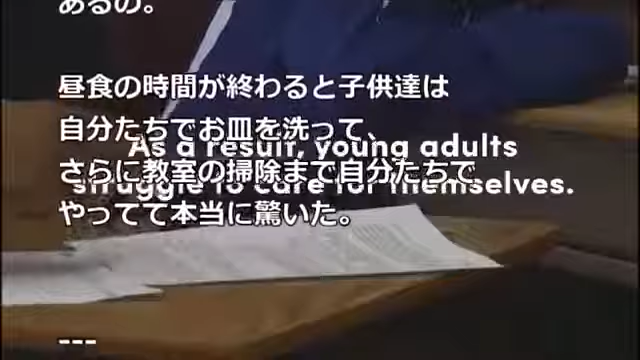 あるの。
昼食の時間が終わると子供達は
自分たちでお皿を洗って、
As a result, young adults
さらに教室の掃除まで自分たちで
struggle to care for themselves.
やってて本当に驚いた。
---